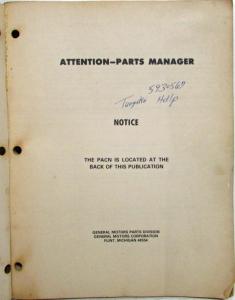 ATTENTION—PARTS MANAGER
NOTICE
THE PACN IS LOCATED AT THE
BACK OF THIS PUBLICATION
GENERAL MOTORS PARTS DIVISION
GENERAL MOTORS CORPORATION
FLINT, MICHIGAN 48554